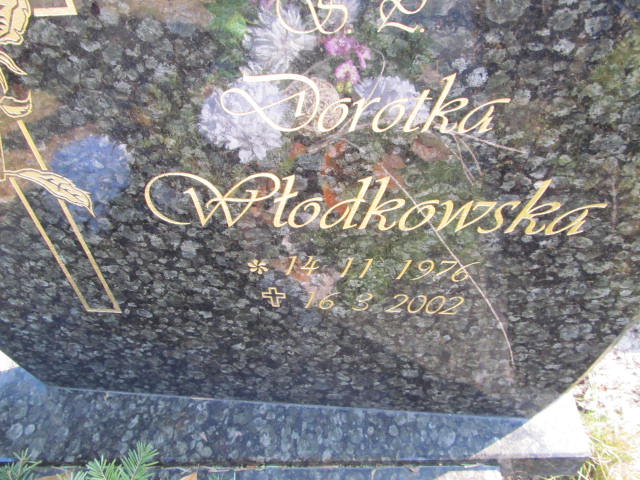 Ś. P.
Dorotka
Włodkowska
* 14 11 1976
✝ 16 3 2002